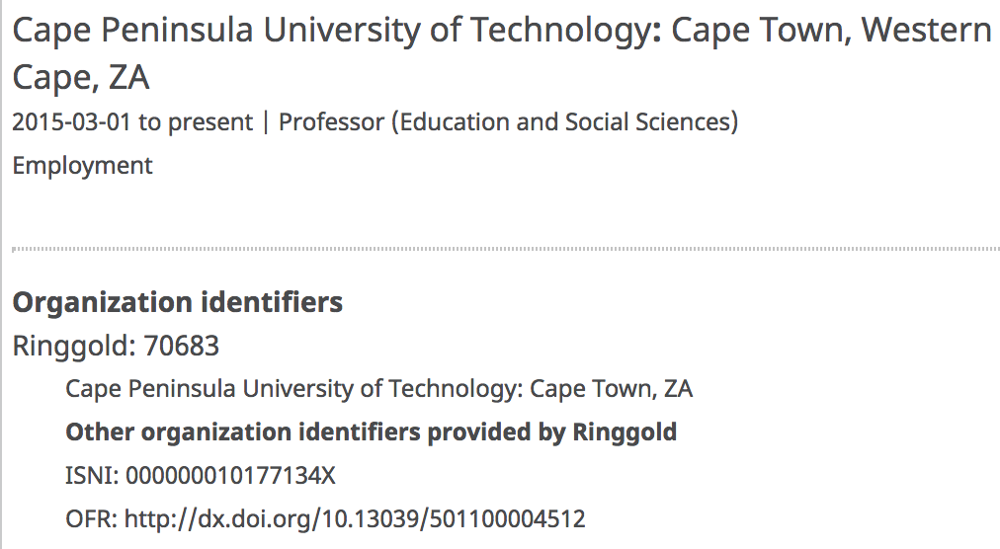 Cape Peninsula University of Technology: Cape Town, Western
Cape, ZA
2015-03-01 to present | Professor (Education and Social Sciences)
Employment
Organization identifiers
Ringgold: 70683
Cape Peninsula University of Technology: Cape Town, ZA
Other organization identifiers provided by Ringgold
ISNI: 000000010177134X
OFR: http://dx.doi.org/10.13039/501100004512